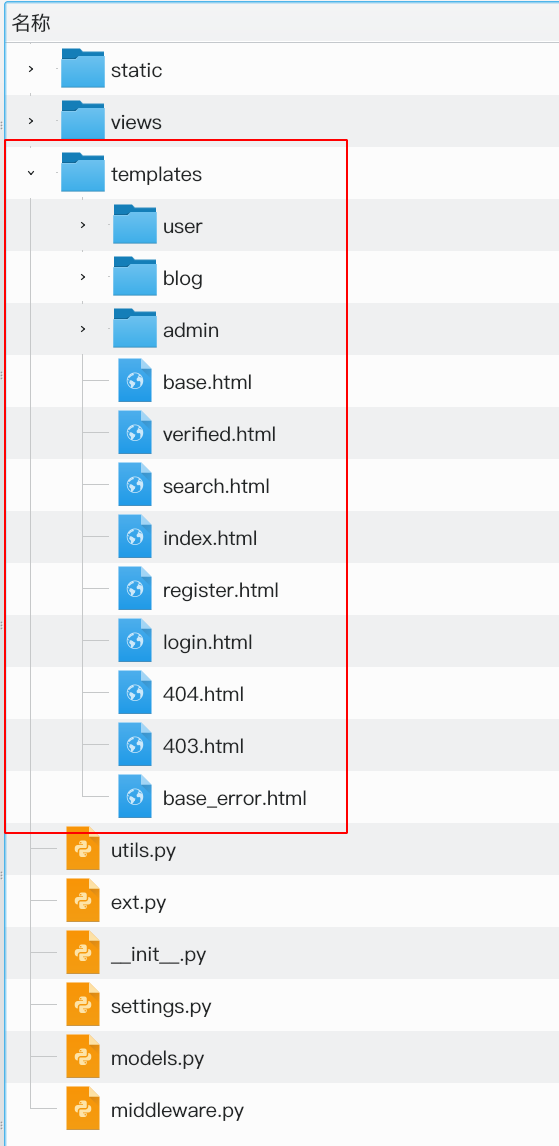 名称
static
views
templates
user
blog
admin
base.html
verified.html
search.html
index.html
register.html
login.html
404.html
403.html
base_error.html
utils.py
ext.py
__init__.py
settings.py
models.py
middleware.py